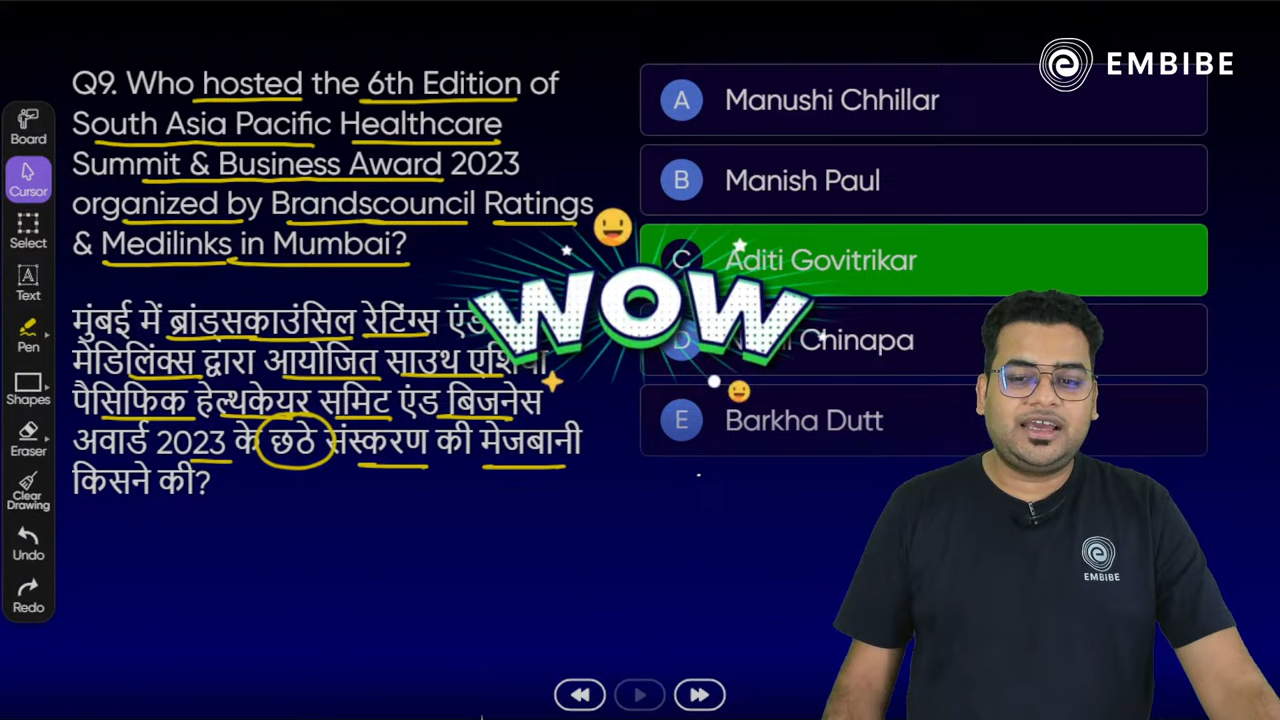 EMBIBE
Q9. Who hosted the 6th Edition of
South Asia Pacific Healthcare
Summit & Business Award 2023
organized by Brandscouncil Ratings
& Medilinks in Mumbai?
मुंबई में ब्रांड्सकाउंसिल रेटिंग्स एंड
मेडिलिंक्स द्वारा आयोजित साउथ एशिया
पैसिफिक हेल्थकेयर समिट एंड बिजनेस
अवार्ड 2023 के छठे संस्करण की मेजबानी
किसने की?
A Manushi Chhillar
B Manish Paul
C Aditi Govitrikar
D Chinapa
E Barkha Dutt
WOW
Board
Cursor
Select
A
Text
Pen
Shapes
Eraser
Clear
Drawing
Undo
Redo
EMBIBE